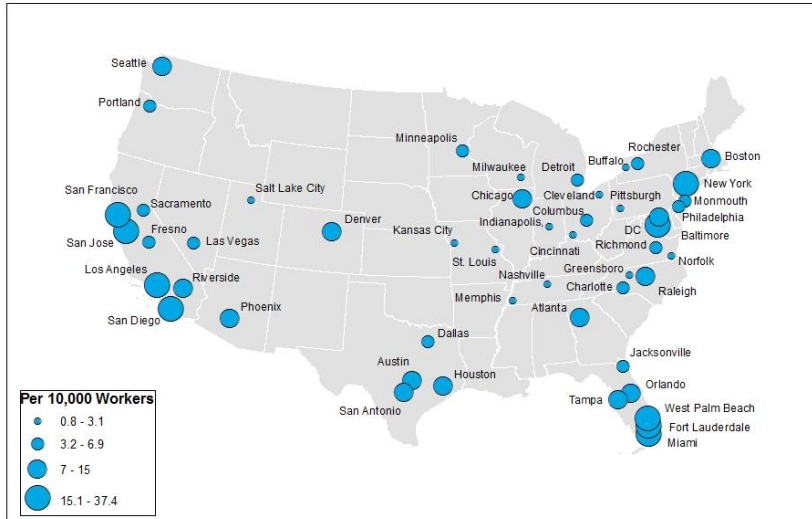 Seattle
Portland
Minneapolis
Milwaukee
Detroit
Buffalo
Rochester
Boston
San Francisco
Sacramento
Salt Lake City
Chicago
Cleveland
Pittsburgh
New York
Monmouth
Philadelphia
San Jose
Fresno
Las Vegas
Denver
Kansas City
Indianapolis,
Columbus
DC
Baltimore
Richmond
St. Louis
Cincinnati
Norfolk
Los Angeles
Riverside
Nashville
Greensboro
San Diego
Phoenix
Memphis
Charlotte
Raleigh
Atlanta
Dallas
Jacksonville
Austin
Houston
Orlando
San Antonio
Tampa
West Palm Beach
Fort Lauderdale
Miami
Per 10,000 Workers
0.8 - 3.1
3.2 - 6.9
7 - 15
15.1 - 37.4